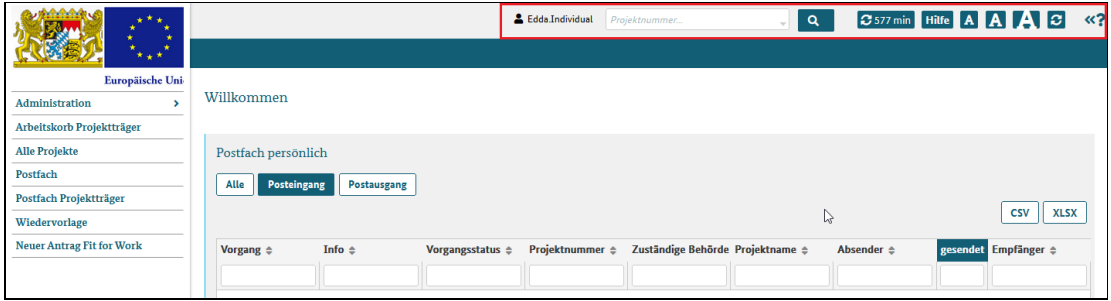 Edda.Individual Projektnummer... 577 min Hilfe A A A «?
Europäische Uni
Administration
Arbeitskorb Projektträger
Alle Projekte
Postfach
Postfach Projektträger
Wiedervorlage
Neuer Antrag Fit for Work
Willkommen
Postfach persönlich
Alle Posteingang Postausgang
CSV XLSX
Vorgang Info Vorgangsstatus Projektnummer Zuständige Behörde Projektname Absender gesendet Empfänger